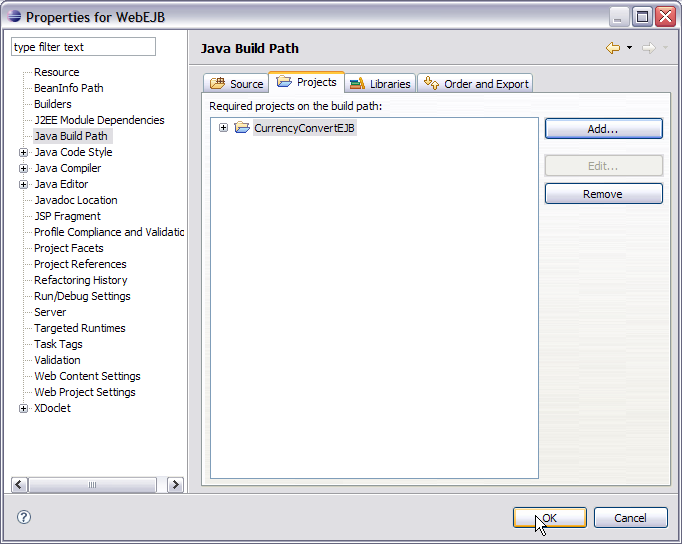 Properties for WebEJB
type filter text
Resource
BeanInfo Path
Builders
J2EE Module Dependencies
Java Build Path
Java Code Style
Java Compiler
Java Editor
Javadoc Location
JSP Fragment
Profile Compliance and Validatic
Project Facets
Project References
Refactoring History
Run/Debug Settings
Server
Targeted Runtimes
Task Tags
Validation
Web Content Settings
Web Project Settings
XDoclet
Java Build Path
Source Projects Libraries Order and Export
Required projects on the build path:
CurrencyConvertEJB
Add...
Edit...
Remove
?
OK Cancel